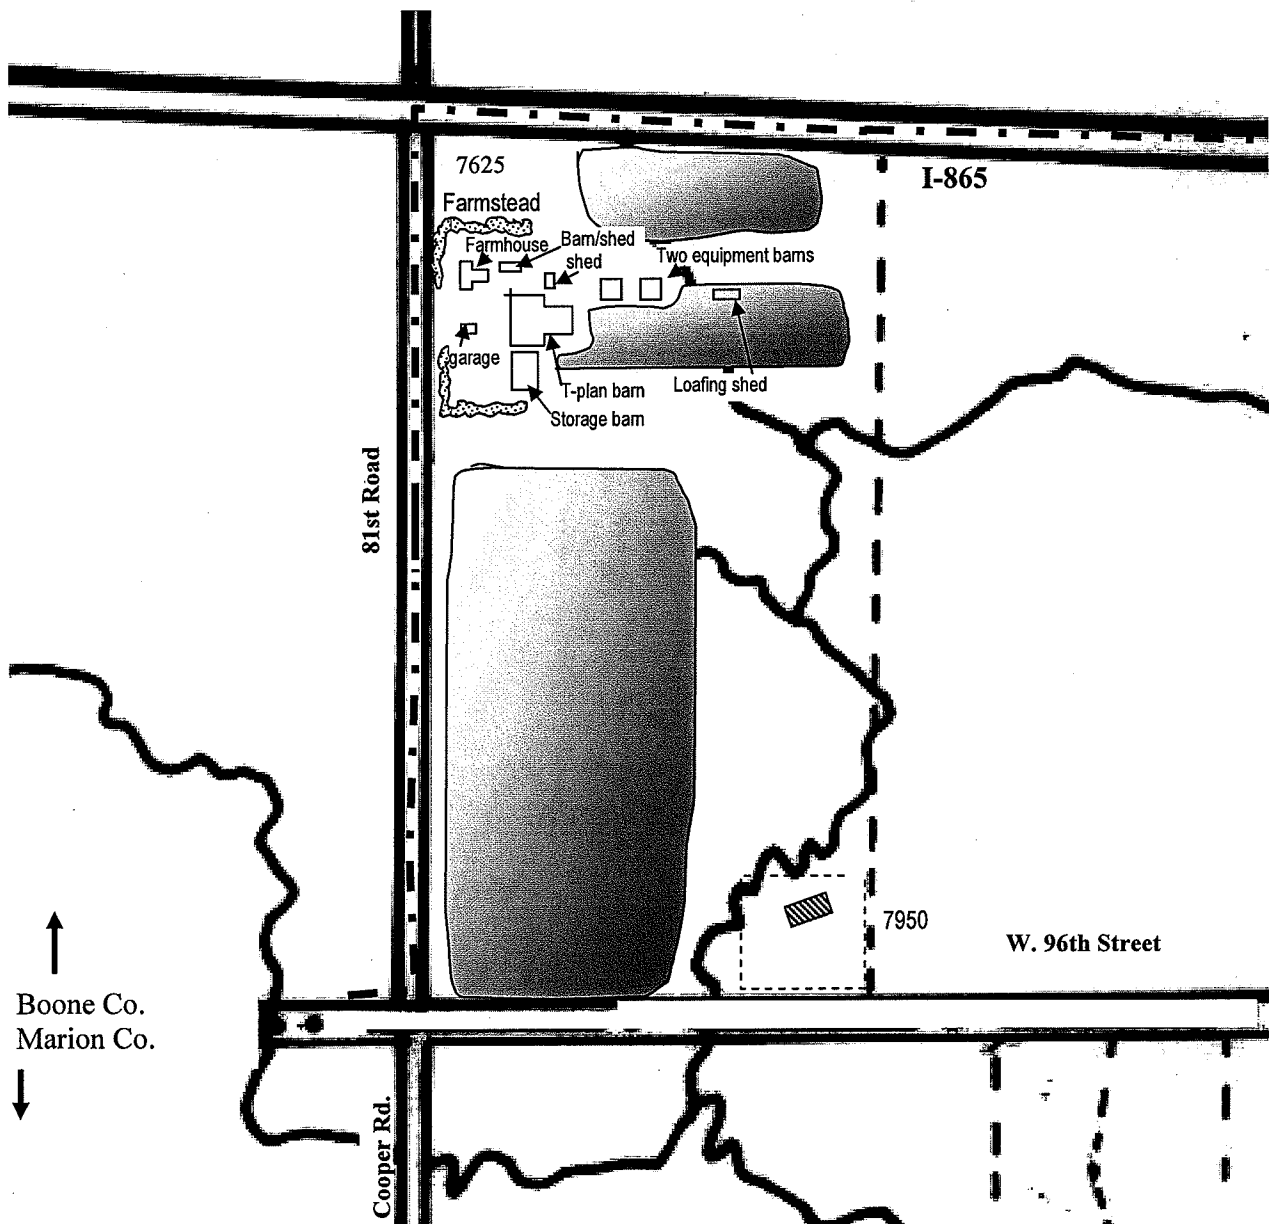 7625
I-865
Farmstead
Barn/shed
Farmhouse
shed
Two equipment barns
garage
T-plan barn
Loafing shed
Storage barn
81st Road
7950
W. 96th Street
Boone Co.
Marion Co.
Cooper Rd.